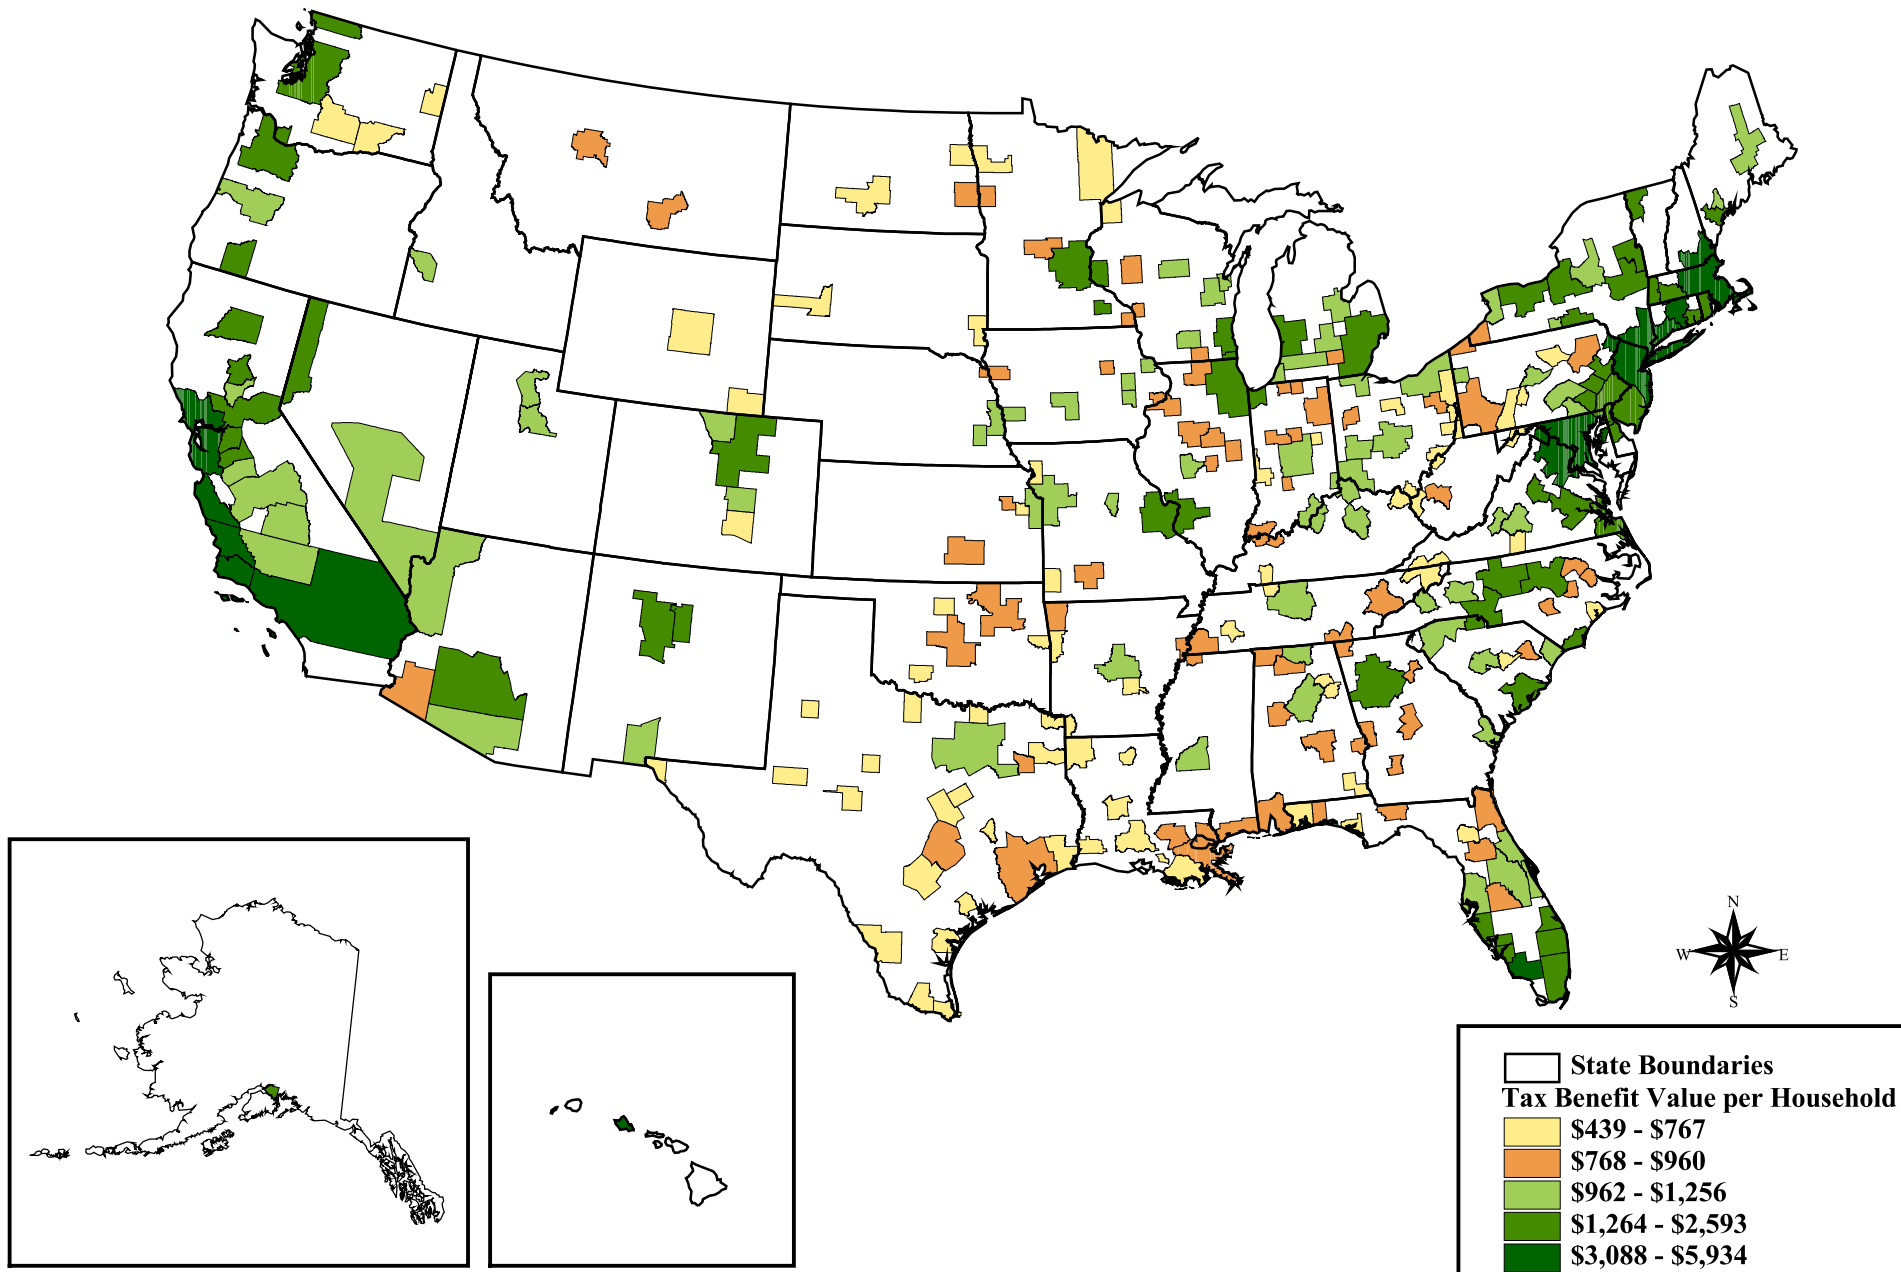 N
W E
S
State Boundaries
Tax Benefit Value per Household
$439 - $767
$768 - $960
$962 - $1,256
$1,264 - $2,593
$3,088 - $5,934